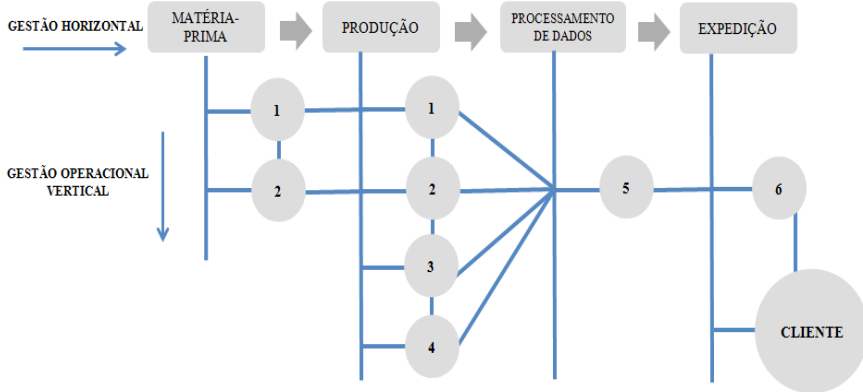 GESTÃO HORIZONTAL
MATÉRIA-
PRIMA
PRODUÇÃO
PROCESSAMENTO
DE DADOS
EXPEDIÇÃO
1
1
GESTÃO OPERACIONAL
VERTICAL
2
2
5
6
3
4
CLIENTE